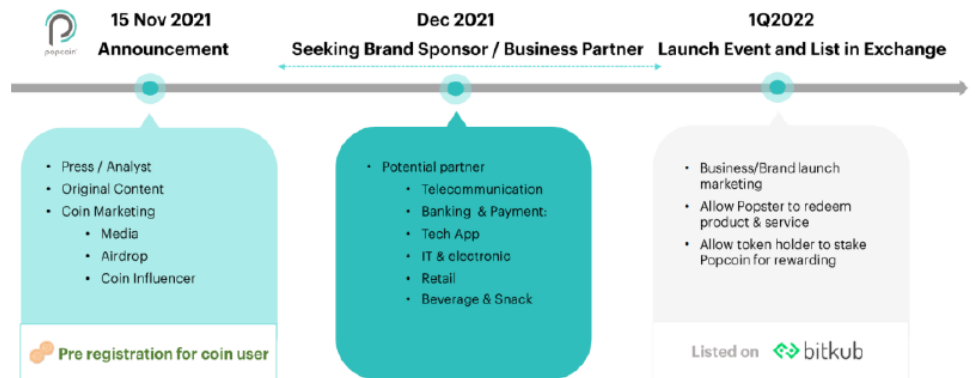 popcoin
15 Nov 2021
Announcement
Dec 2021
Seeking Brand Sponsor / Business Partner
1Q2022
Launch Event and List in Exchange
• Press / Analyst
• Original Content
• Coin Marketing
• Media
• Airdrop
• Coin Influencer
Pre registration for coin user
• Potential partner
• Telecommunication
• Banking & Payment:
• Tech App
• IT & electronic
• Retail
• Beverage & Snack
• Business/Brand launch
marketing
• Allow Popster to redeem
product & service
• Allow token holder to stake
Popcoin for rewarding
Listed on bitkub